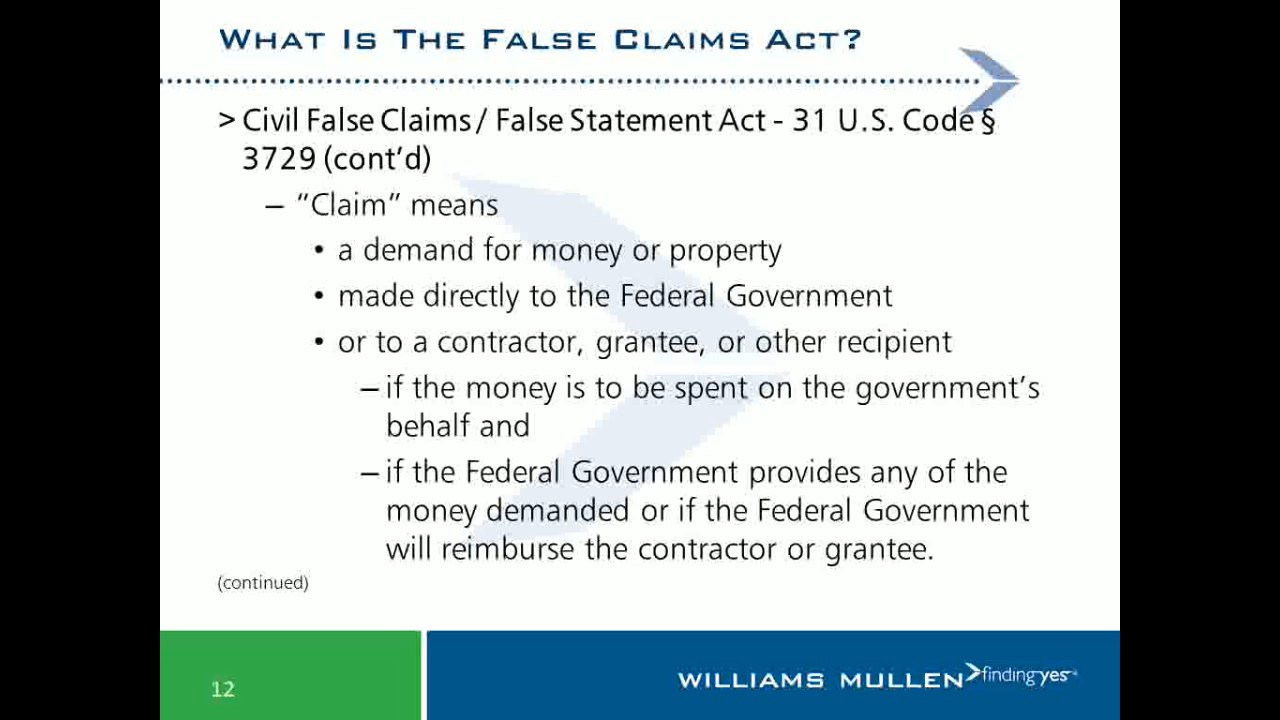 WHAT IS THE FALSE CLAIMS ACT?
> Civil False Claims / False Statement Act - 31 U.S. Code §
3729 (cont’d)
– “Claim” means
• a demand for money or property
• made directly to the Federal Government
• or to a contractor, grantee, or other recipient
– if the money is to be spent on the government’s
behalf and
– if the Federal Government provides any of the
money demanded or if the Federal Government
will reimburse the contractor or grantee.
(continued)
12
WILLIAMS MULLEN findingyes